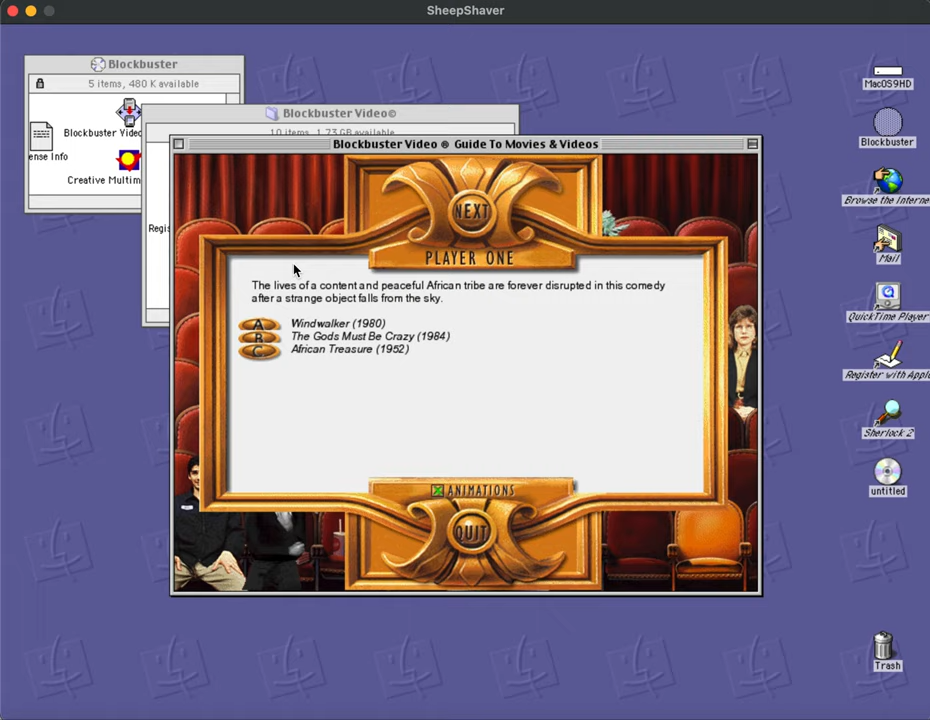 SheepShaver
Blockbuster
5 items, 480 K available
Blockbuster Video
ense Info
Creative Multim
Blockbuster Video©
10 items, 1.73 GB available
Regis
Blockbuster Video ® Guide To Movies & Videos
NEXT
PLAYER ONE
The lives of a content and peaceful African tribe are forever disrupted in this comedy
after a strange object falls from the sky.
A Windwalker (1980)
B The Gods Must Be Crazy (1984)
C African Treasure (1952)
ANIMATIONS
QUIT
MacOS9HD
Blockbuster
Browse the Interne
Mail
QuickTime Player
Register with Appl
Sherlock 2
untitled
Trash